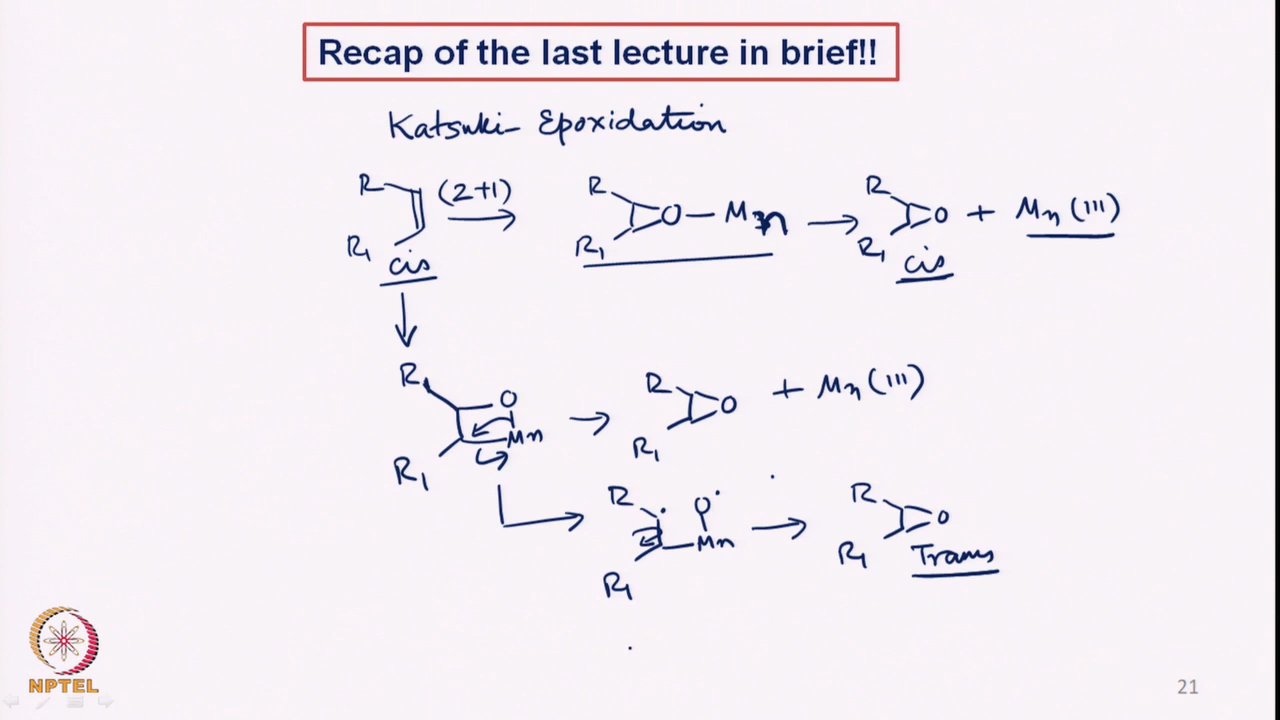 Recap of the last lecture in brief!!
Katsuki- Epoxidation
R R1 cis (2+1) R R1 O Mn R R1 O cis + Mn (III)
R R1 O Mn R R1 O + Mn (III)
R R1 O Mn R R1 O Trans
NPTEL
21